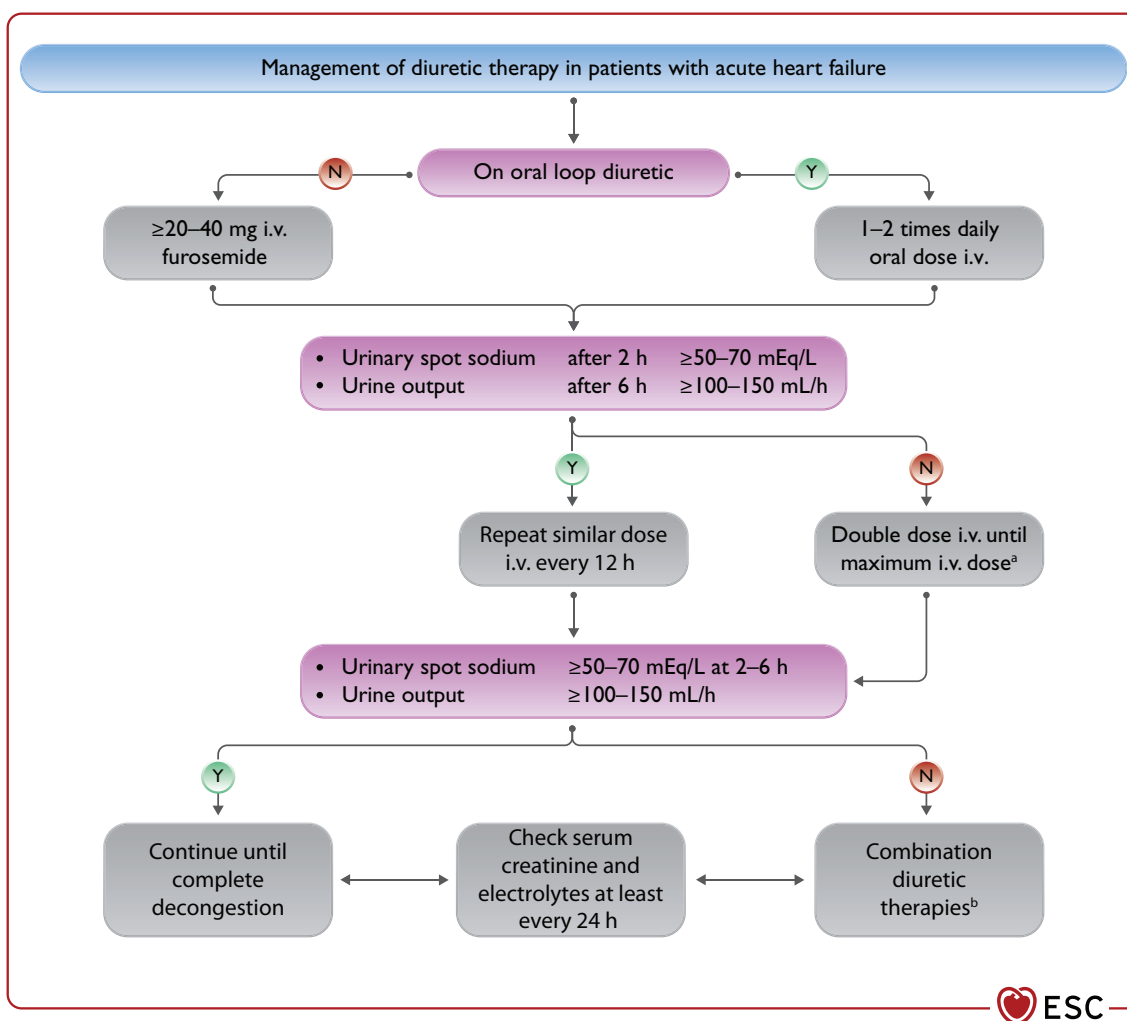 Management of diuretic therapy in patients with acute heart failure
On oral loop diuretic
N
Y
≥20–40 mg i.v.
furosemide
1–2 times daily
oral dose i.v.
• Urinary spot sodium after 2 h ≥50–70 mEq/L
• Urine output after 6 h ≥100–150 mL/h
Y
N
Repeat similar dose
i.v. every 12 h
Double dose i.v. until
maximum i.v. doseᵃ
• Urinary spot sodium ≥50–70 mEq/L at 2–6 h
• Urine output ≥100–150 mL/h
Y
N
Continue until
complete
decongestion
Check serum
creatinine and
electrolytes at least
every 24 h
Combination
diuretic
therapiesᵇ
ESC